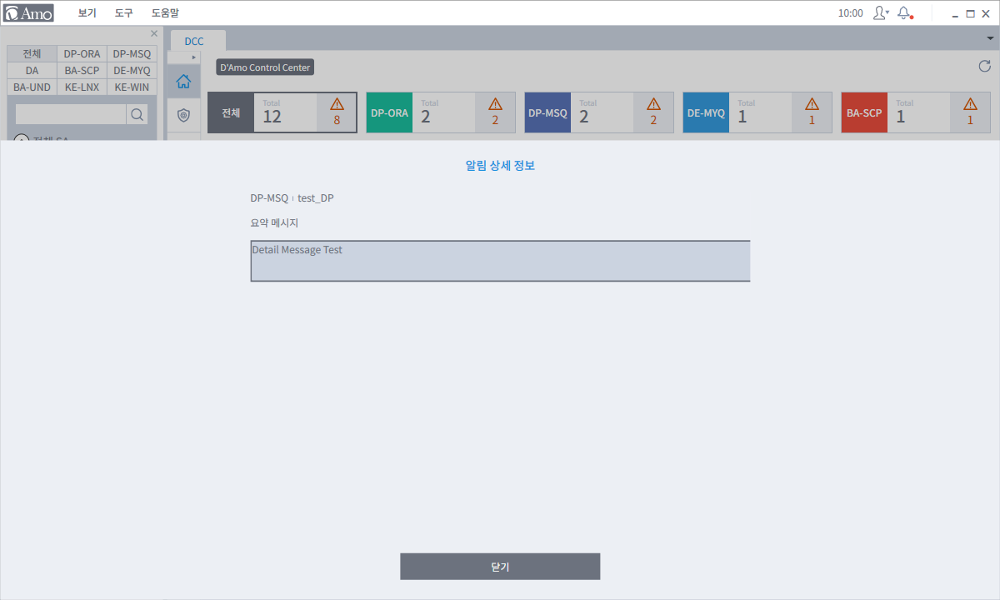 Amo 보기 도구 도움말 10:00
DCC
전체 DP-ORA DP-MSQ
DA BA-SCP DE-MYQ
BA-UND KE-LNX KE-WIN
D'Amo Control Center
전체 Total 12 8
DP-ORA Total 2 2
DP-MSQ Total 2 2
DE-MYQ Total 1 1
BA-SCP Total 1 1
전체 SA
알림 상세 정보
DP-MSQ test_DP
요약 메시지
Detail Message Test
닫기